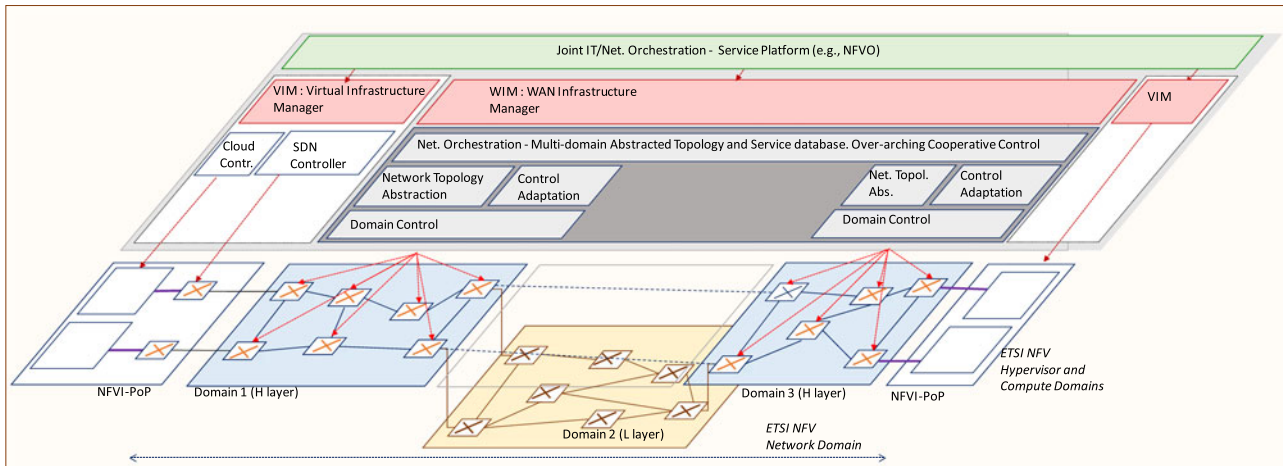 Joint IT/Net. Orchestration - Service Platform (e.g., NFVO)
VIM : Virtual Infrastructure
Manager
WIM : WAN Infrastructure
Manager
VIM
Cloud
Contr.
SDN
Controller
Net. Orchestration - Multi-domain Abstracted Topology and Service database. Over-arching Cooperative Control
Network Topology
Abstraction
Control
Adaptation
Net. Topol.
Abs.
Control
Adaptation
Domain Control
Domain Control
NFVI-PoP
Domain 1 (H layer)
Domain 2 (L layer)
Domain 3 (H layer)
NFVI-PoP
ETSI NFV
Hypervisor and
Compute Domains
ETSI NFV
Network Domain